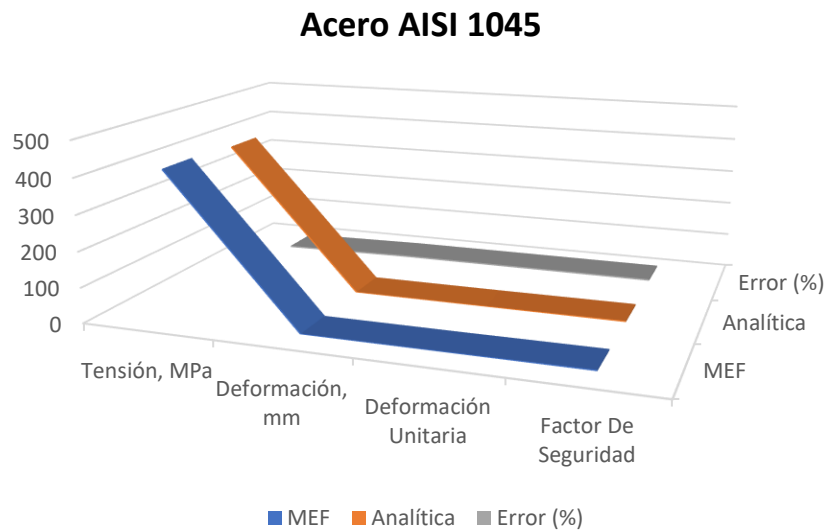 Acero AISI 1045
500
400
300
200
100
0
Tensión, MPa
Deformación,
mm
Deformación
Unitaria
Factor De
Seguridad
Error (%)
Analítica
MEF
MEF Analítica Error (%)